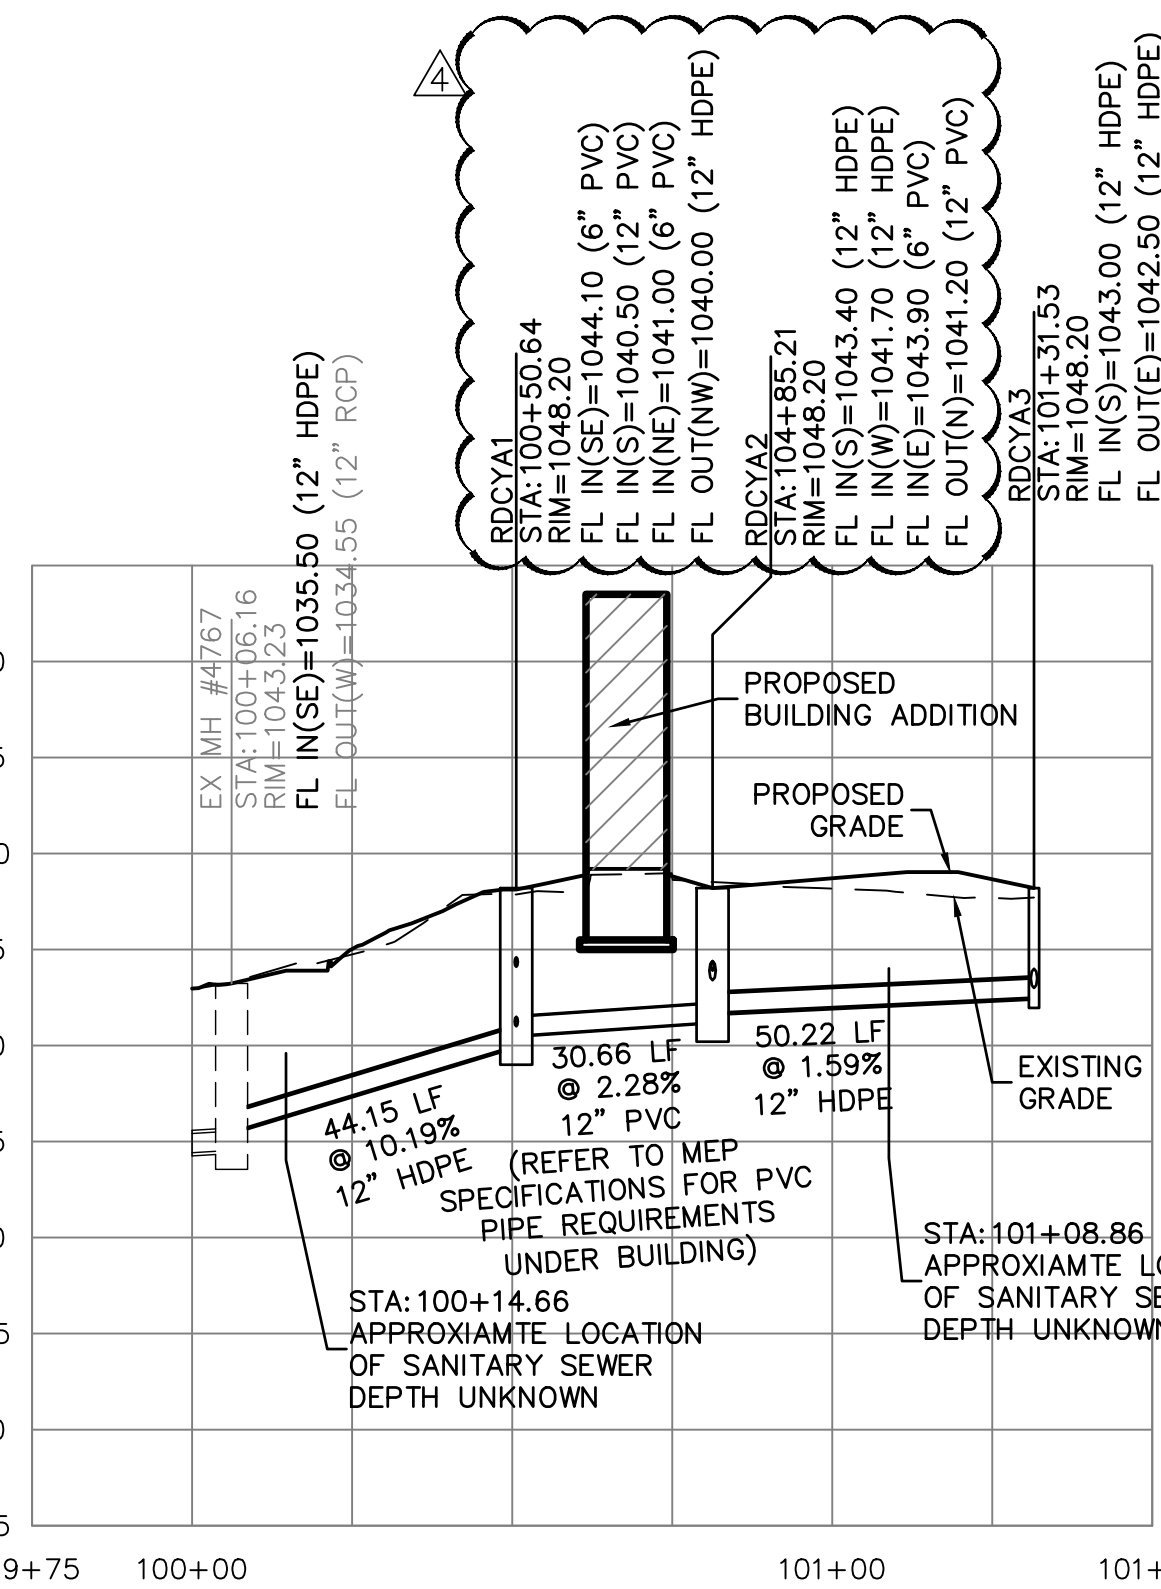 4
EX MH #4767
STA:100+06.16
RIM=1043.23
FL IN(SE)=1035.50 (12" HDPE)
FL OUT(W)=1034.55 (12" RCP)
RDCYA1
STA:100+50.64
RIM=1048.20
FL IN(SE)=1044.10 (6" PVC)
FL IN(S)=1040.50 (12" PVC)
FL IN(NE)=1041.00 (6" PVC)
FL OUT(NW)=1040.00 (12" HDPE)
RDCYA2
STA:104+85.21
RIM=1048.20
FL IN(S)=1043.40 (12" HDPE)
FL IN(W)=1041.70 (12" HDPE)
FL IN(E)=1043.90 (6" PVC)
FL OUT(N)=1041.20 (12" PVC)
RDCYA3
STA:101+31.53
RIM=1048.20
FL IN(S)=1043.00 (12" HDPE)
FL OUT(E)=1042.50 (12" HDPE)
PROPOSED
BUILDING ADDITION
PROPOSED
GRADE
EXISTING
GRADE
44.15 LF
@ 10.19%
12" HDPE
30.66 LF
@ 2.28%
12" PVC
(REFER TO MEP
SPECIFICATIONS FOR PVC
PIPE REQUIREMENTS
UNDER BUILDING)
50.22 LF
@ 1.59%
12" HDPE
STA:100+14.66
APPROXIAMTE LOCATION
OF SANITARY SEWER
DEPTH UNKNOWN
STA:101+08.86
APPROXIAMTE LO
OF SANITARY SE
DEPTH UNKNOWN
9+75 100+00 101+00 101+